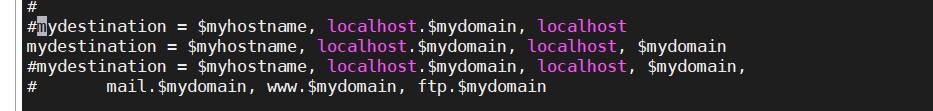 #
#mydestination = $myhostname, localhost.$mydomain, localhost
mydestination = $myhostname, localhost.$mydomain, localhost, $mydomain
#mydestination = $myhostname, localhost.$mydomain, localhost, $mydomain,
#       mail.$mydomain, www.$mydomain, ftp.$mydomain